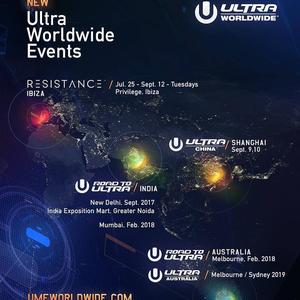 NEW
Ultra
Worldwide
Events
ULTRA
WORLDWIDE
RESISTANCE
IBIZA
/ Jul. 25 - Sept. 12 - Tuesdays
Privilege, Ibiza
ULTRA
CHINA
/ SHANGHAI
Sept. 9,10
ROAD TO
ULTRA
/ INDIA
New Delhi, Sept. 2017
India Exposition Mart, Greater Noida
Mumbai, Feb. 2018
ROAD TO
ULTRA
/ AUSTRALIA
Melbourne, Feb. 2018
ULTRA
AUSTRALIA
/ Melbourne / Sydney 2019
UMFWORLDWIDE.COM